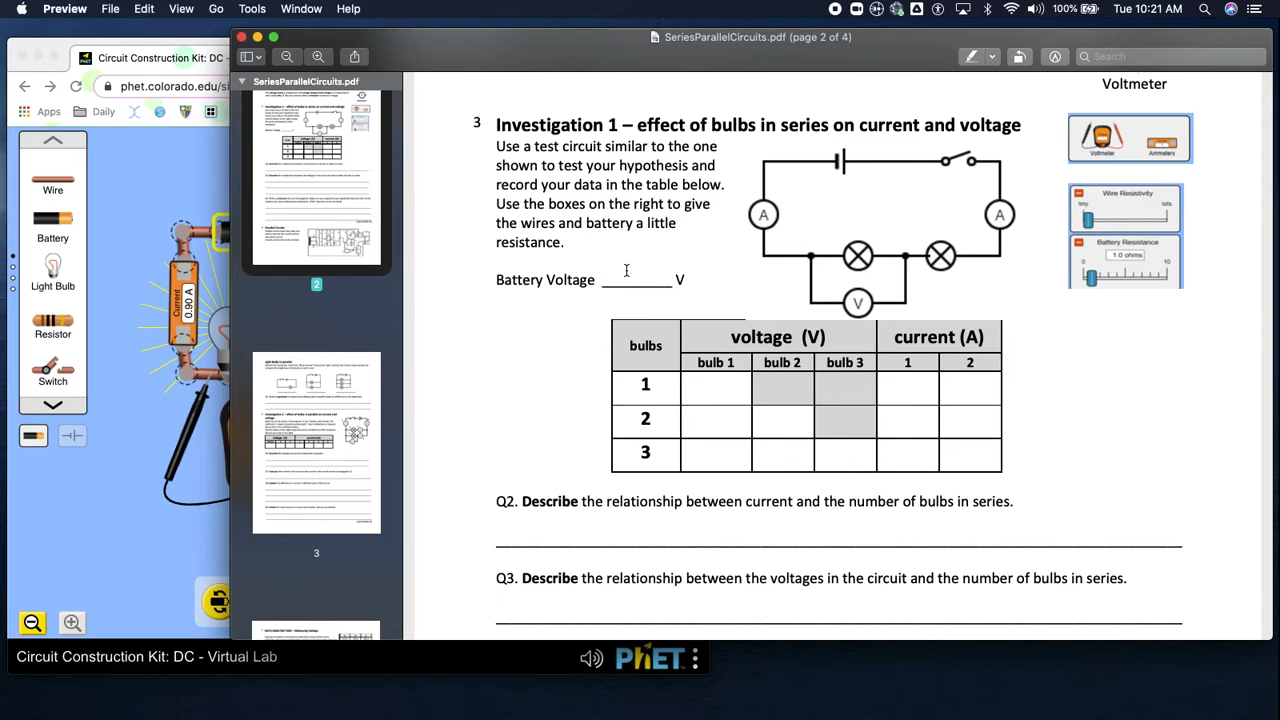 Preview File Edit View Go Tools Window Help
100% Tue 10:21 AM
SeriesParallelCircuits.pdf (page 2 of 4)
Search
Circuit Construction Kit: DC -
phet.colorado.edu/si
Apps Daily
SeriesParallelCircuits.pdf
Wire
Battery
Light Bulb
Resistor
Switch
Current
0.90 A
2
3
Voltmeter
3 Investigation 1 – effect of bulbs in series on current and voltage
Use a test circuit similar to the one
shown to test your hypothesis and
record your data in the table below.
Use the boxes on the right to give
the wires and battery a little
resistance.
Battery Voltage __________ V
A
A
V
Voltmeter Ammeters
Wire Resistivity
tiny lots
Battery Resistance
1.0 ohms
0 10
bulbs voltage (V) current (A)
bulb 2 bulb 3 1 2
1
2
3
Q2. Describe the relationship between current and the number of bulbs in series.
Q3. Describe the relationship between the voltages in the circuit and the number of bulbs in series.
Circuit Construction Kit: DC - Virtual Lab
PhET